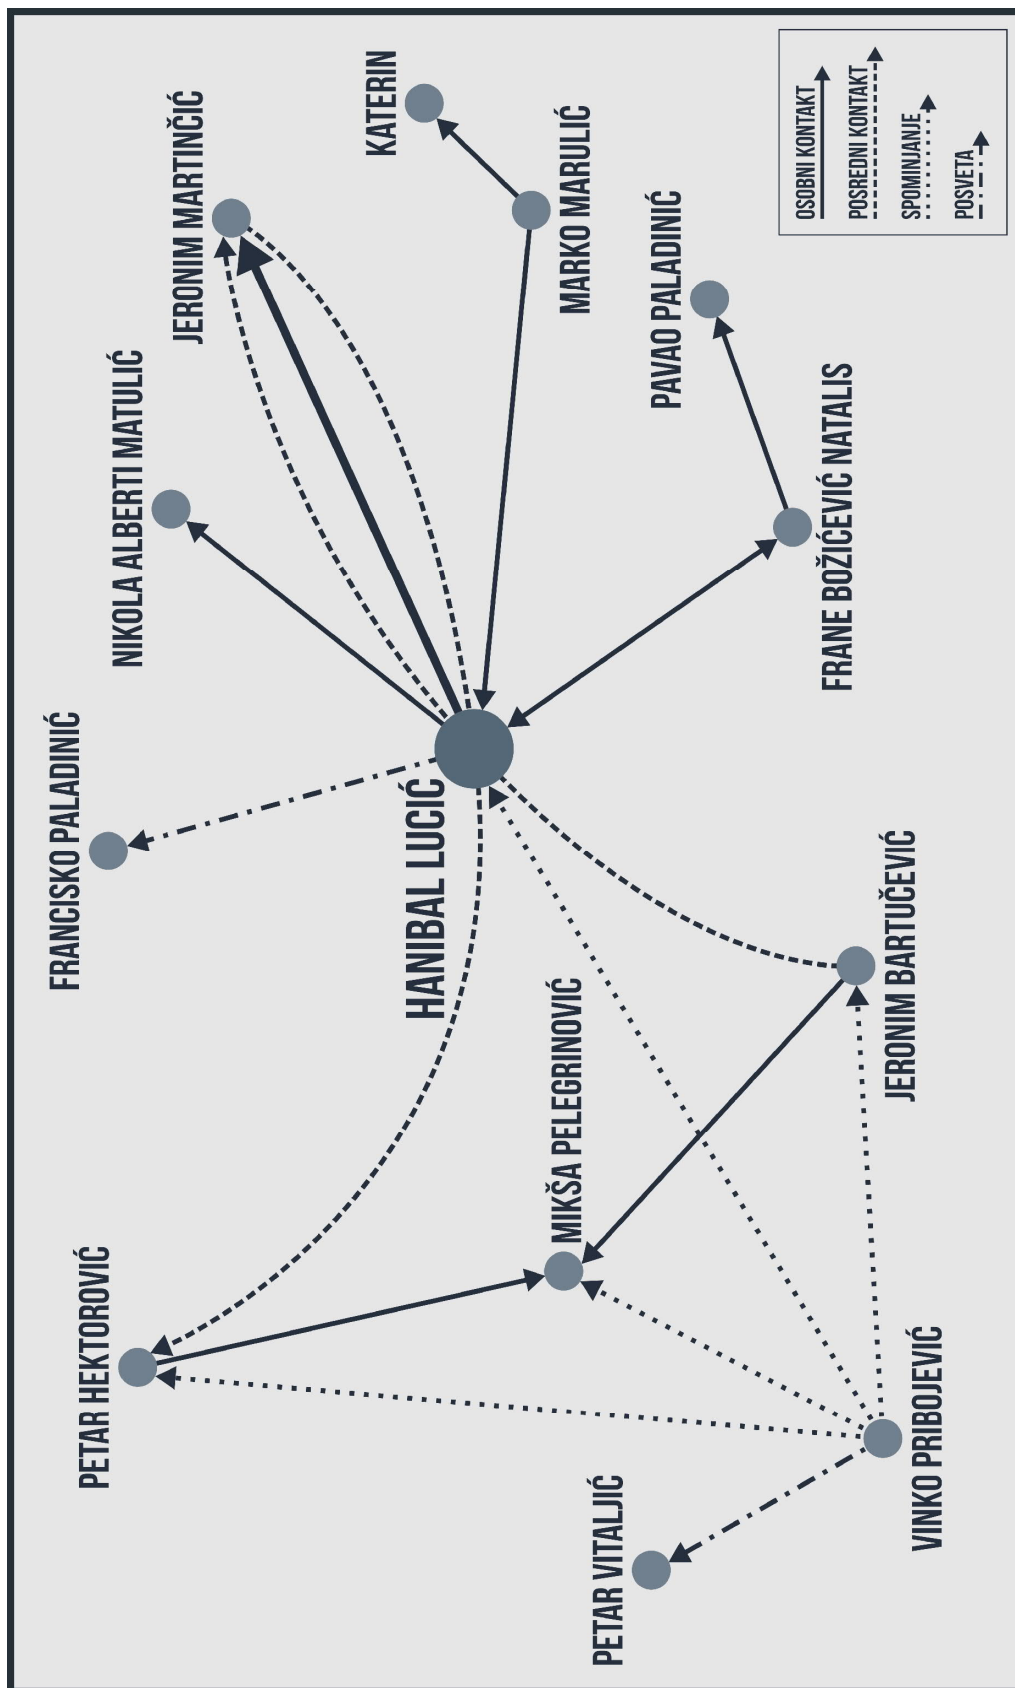 FRANCISKO PALADINIĆ
PETAR HEKTOROVIĆ
NIKOLA ALBERTI MATULIĆ
JERONIM MARTINČIĆ
KATERIN
HANIBAL LUCIĆ
MIKŠA PELEGRINOVIĆ
MARKO MARULIĆ
PETAR VITALJIĆ
PAVAO PALADINIĆ
FRANE BOŽIĆEVIĆ NATALIS
JERONIM BARTUČEVIĆ
VINKO PRIBOJEVIĆ
OSOBNI KONTAKT
POSREDNI KONTAKT
SPOMINJANJE
POSVETA